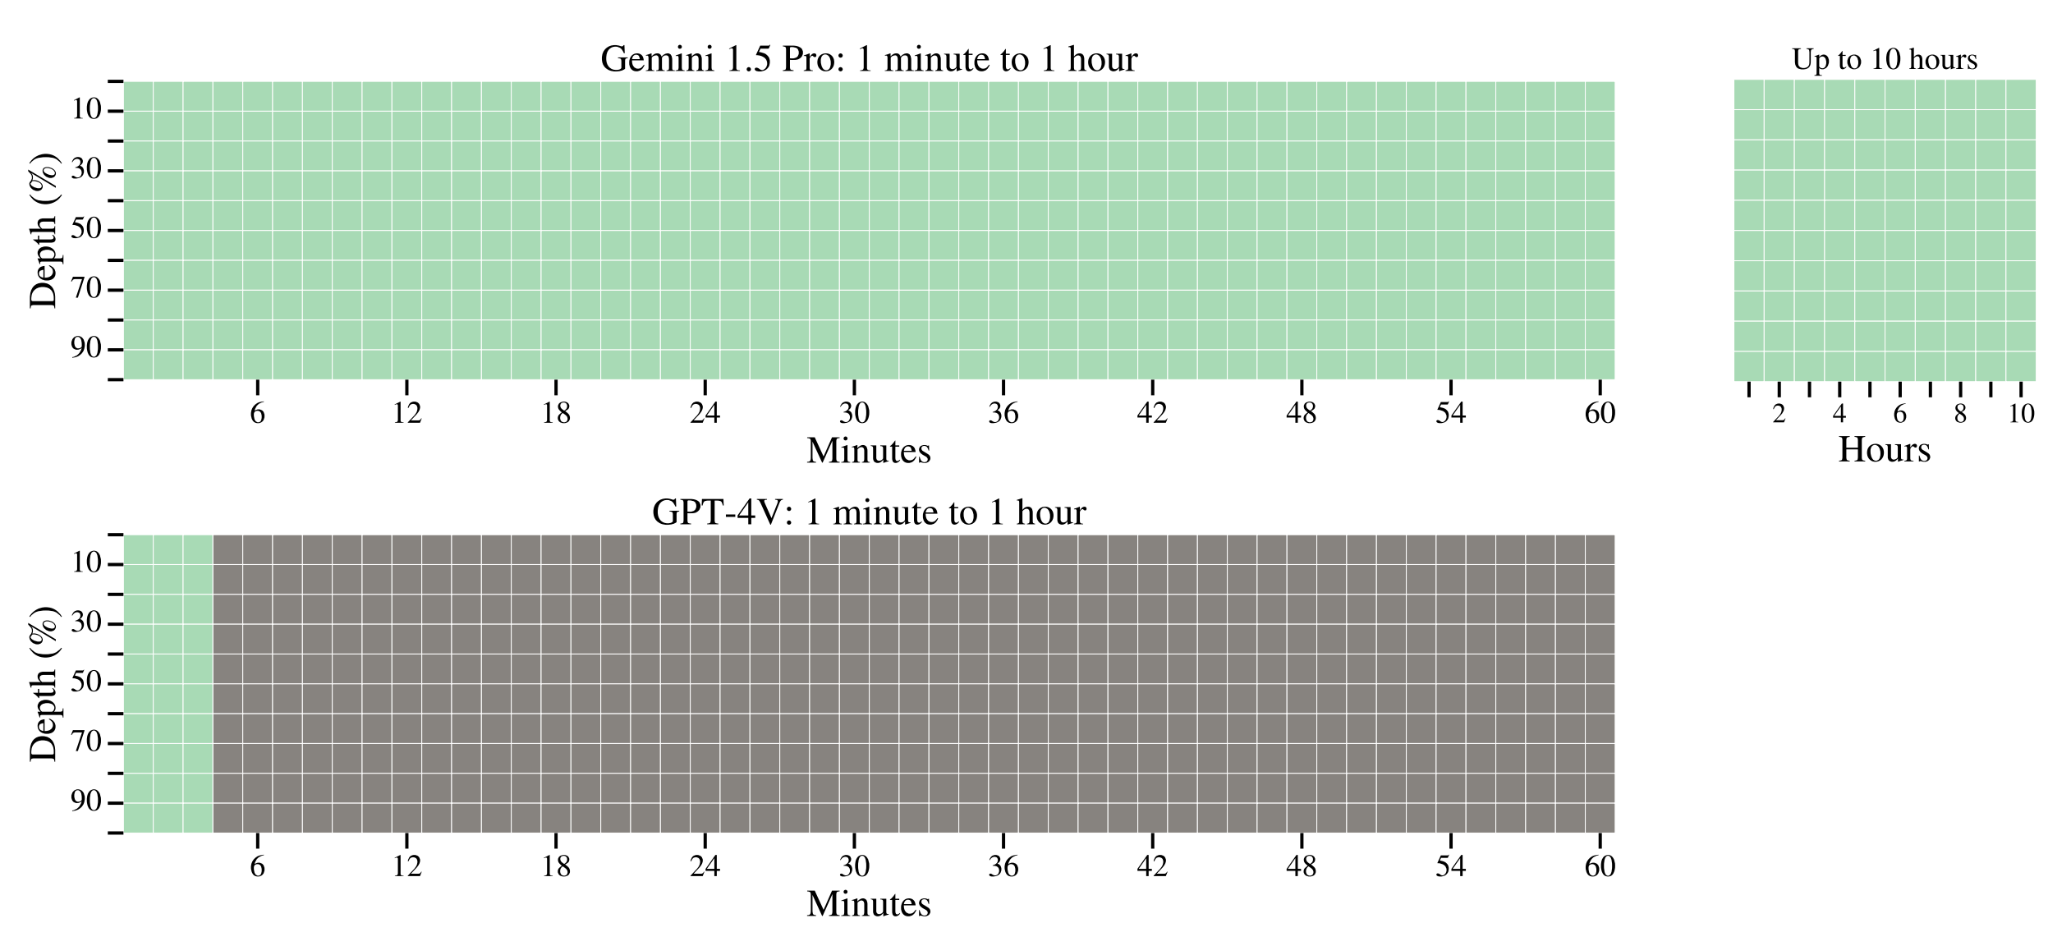 Gemini 1.5 Pro: 1 minute to 1 hour
Depth (%)
10
30
50
70
90
6 12 18 24 30 36 42 48 54 60
Minutes
Up to 10 hours
2 4 6 8 10
Hours
GPT-4V: 1 minute to 1 hour
Depth (%)
10
30
50
70
90
6 12 18 24 30 36 42 48 54 60
Minutes